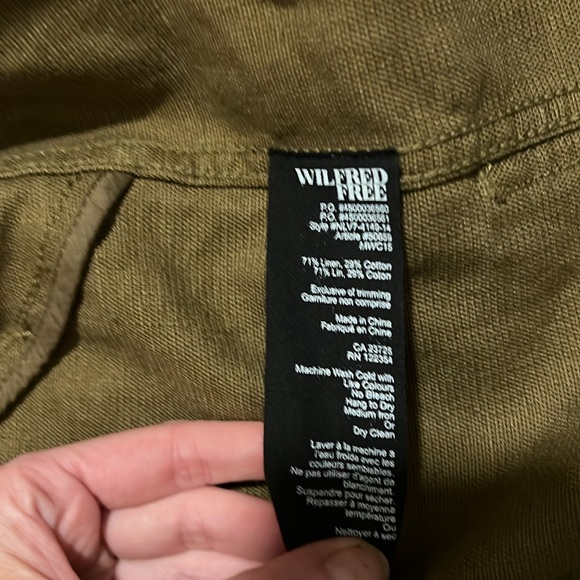 WILFRED
FREE
P.O. #4500036560
P.O. #4500036561
Style #NLV7-4149-14
Article #50659
MWC15
71% Linen, 29% Cotton
71% Lin, 29% Coton
Exclusive of trimming
Garniture non comprise
Made in China
Fabriqué en Chine
CA 23725
RN 122354
Machine Wash Cold with
Like Colours
No Bleach
Hang to Dry
Medium Iron
Or
Dry Clean
Laver à la machine a
l'eau froide avec les
couleurs semblables.
Ne pas utiliser d'agent de
blanchiment.
Suspendre pour sécher
Repasser à moyenne
température
Ou
Nettoyer à sec